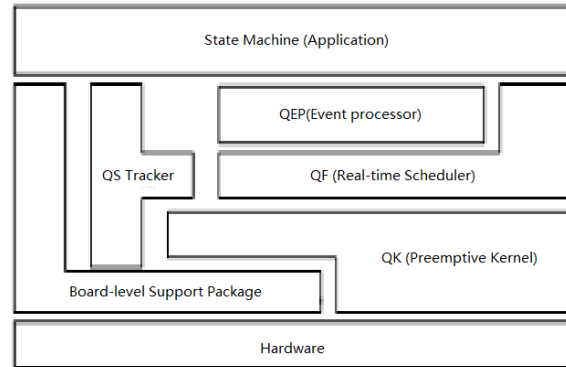 State Machine (Application)
QEP(Event processor)
QS Tracker
QF (Real-time Scheduler)
QK (Preemptive Kernel)
Board-level Support Package
Hardware